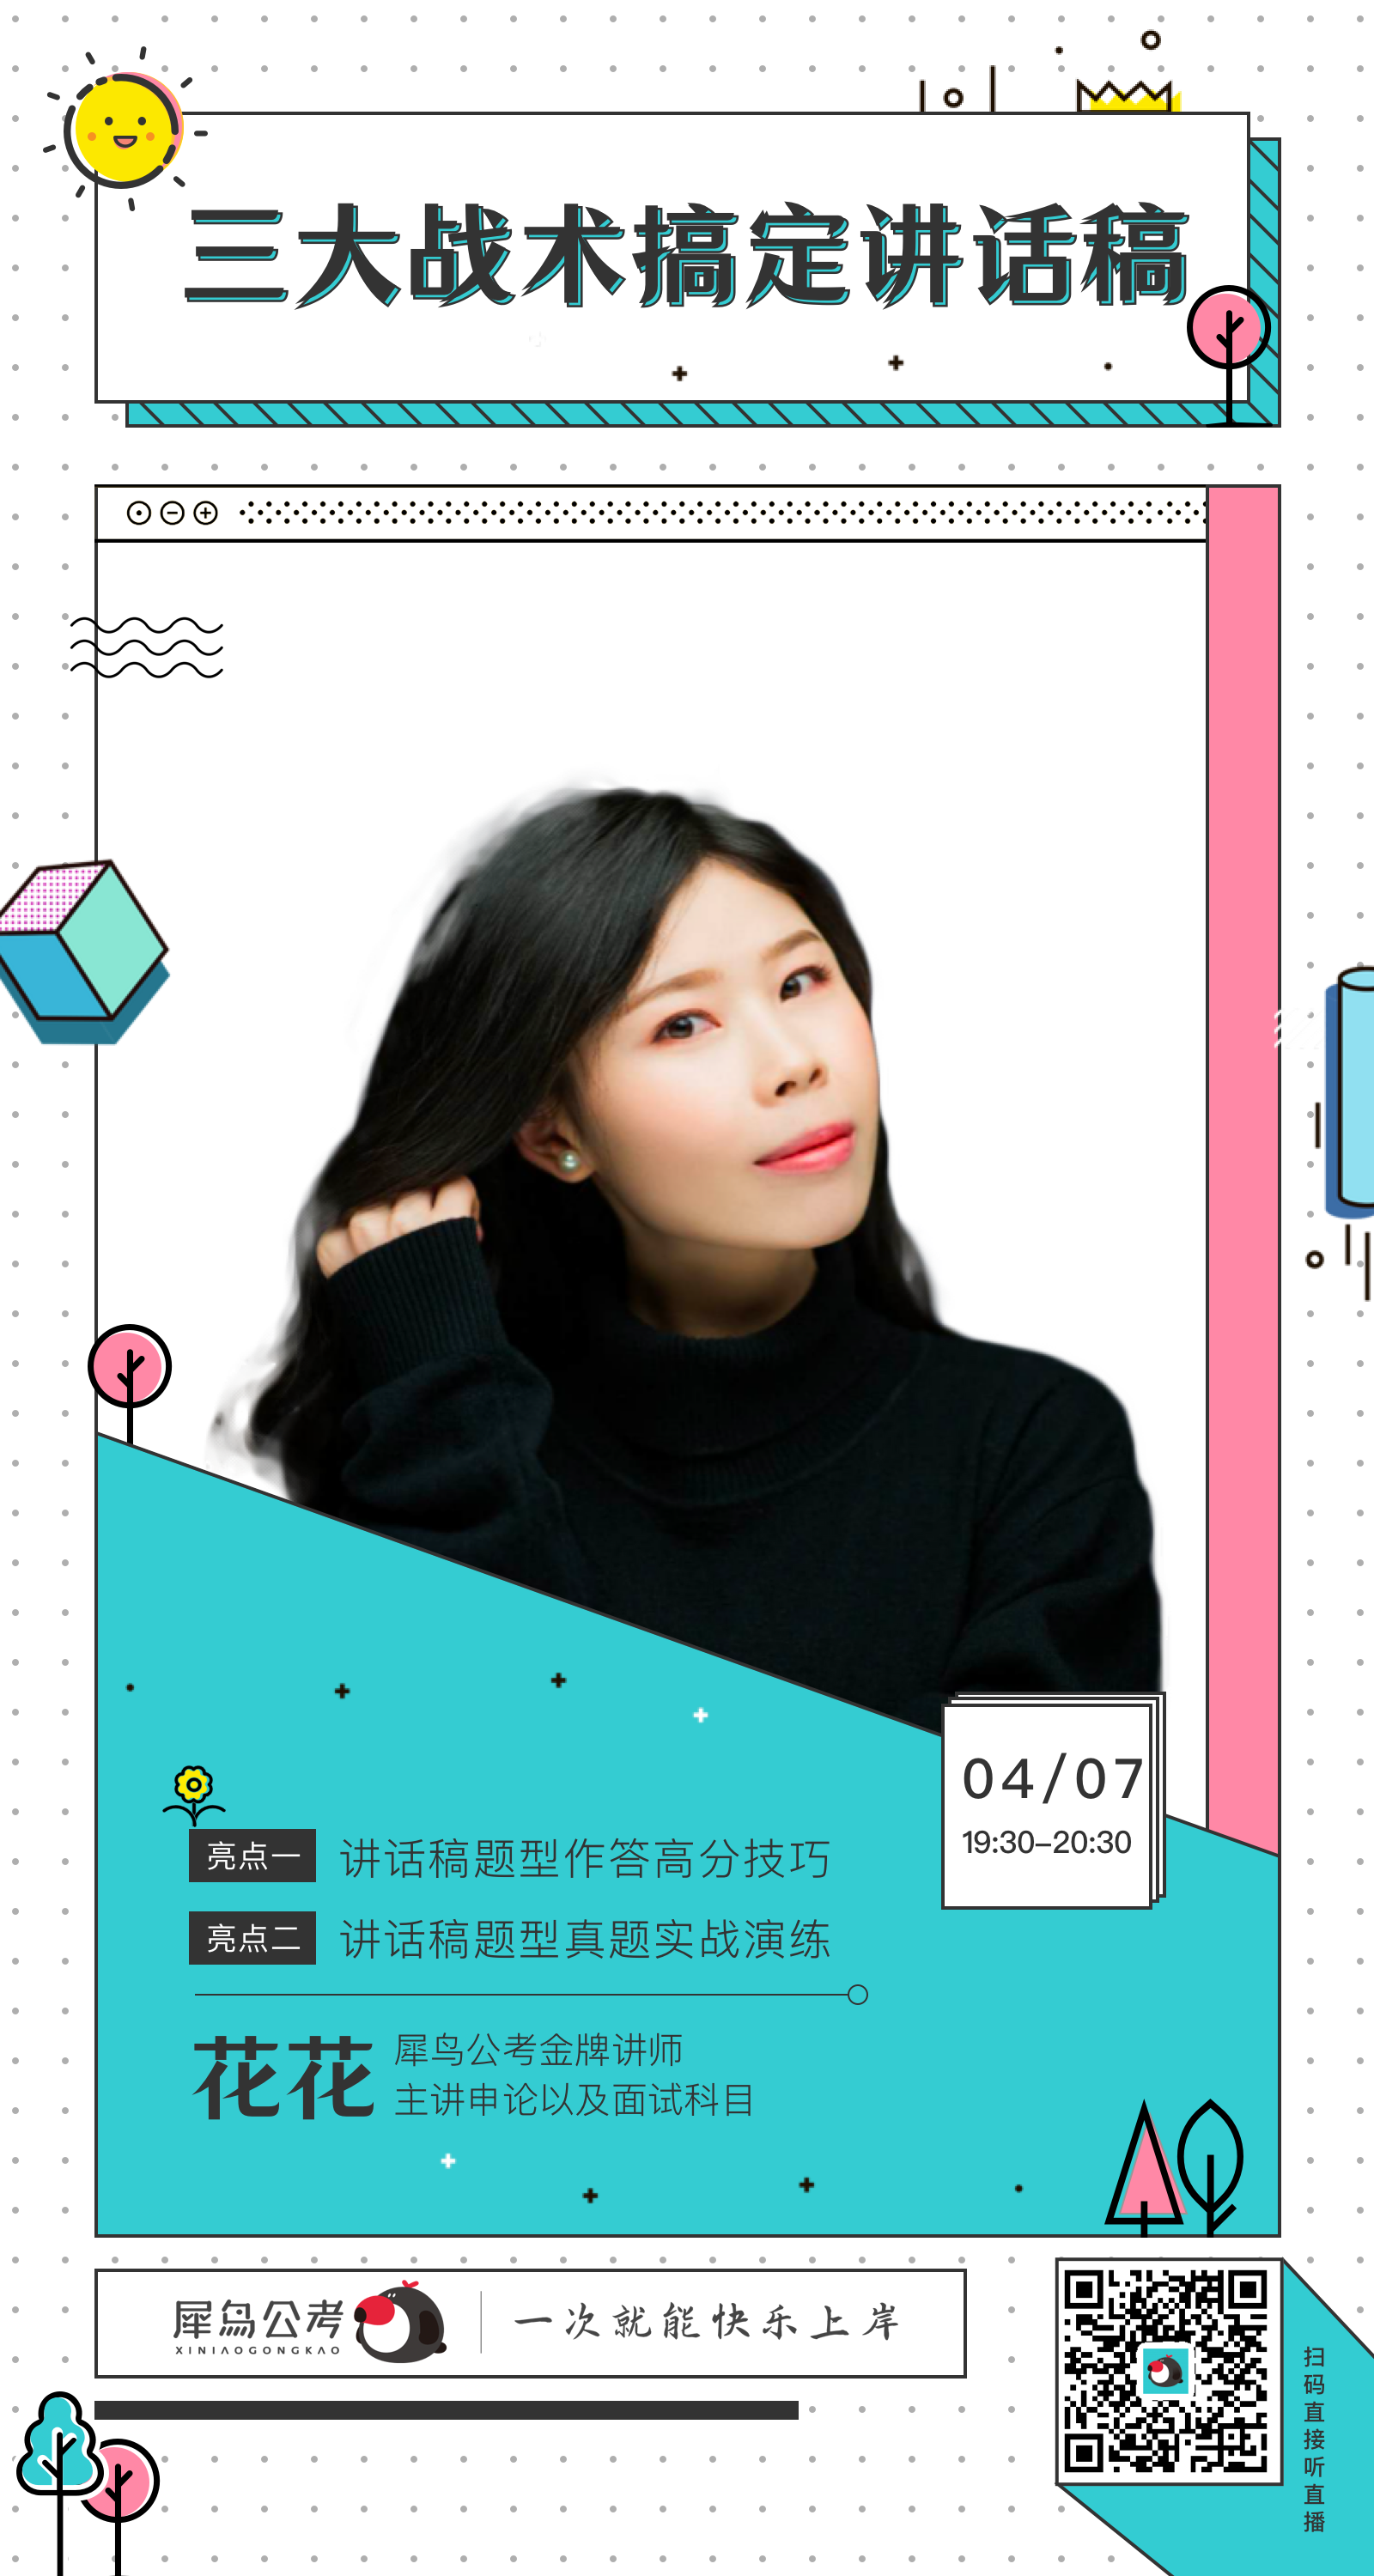 三大战术搞定讲话稿
04/07
19:30–20:30
亮点一 讲话稿题型作答高分技巧
亮点二 讲话稿题型真题实战演练
花花
犀鸟公考金牌讲师
主讲申论以及面试科目
犀鸟公考
XINIAOGONGKAO
一次就能快乐上岸
扫码直接听直播